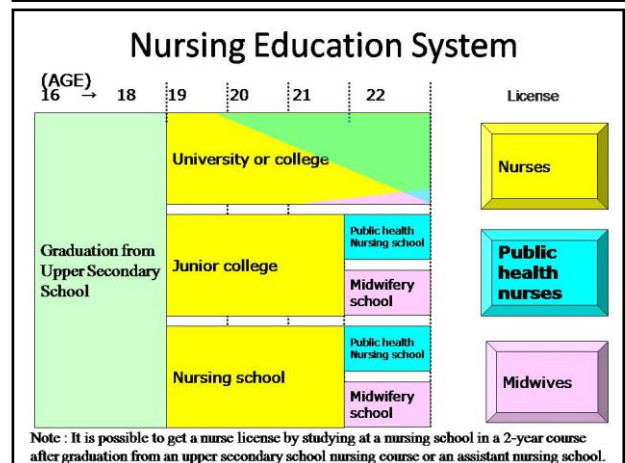 Nursing Education System
(AGE)
16 → 18 19 20 21 22
License
University or college
Nurses
Graduation from
Upper Secondary
School
Junior college
Public health
Nursing school
Midwifery
school
Public
health
nurses
Nursing school
Public health
Nursing school
Midwifery
school
Midwives
Note : It is possible to get a nurse license by studying at a nursing school in a 2-year course
after graduation from an upper secondary school nursing course or an assistant nursing school.